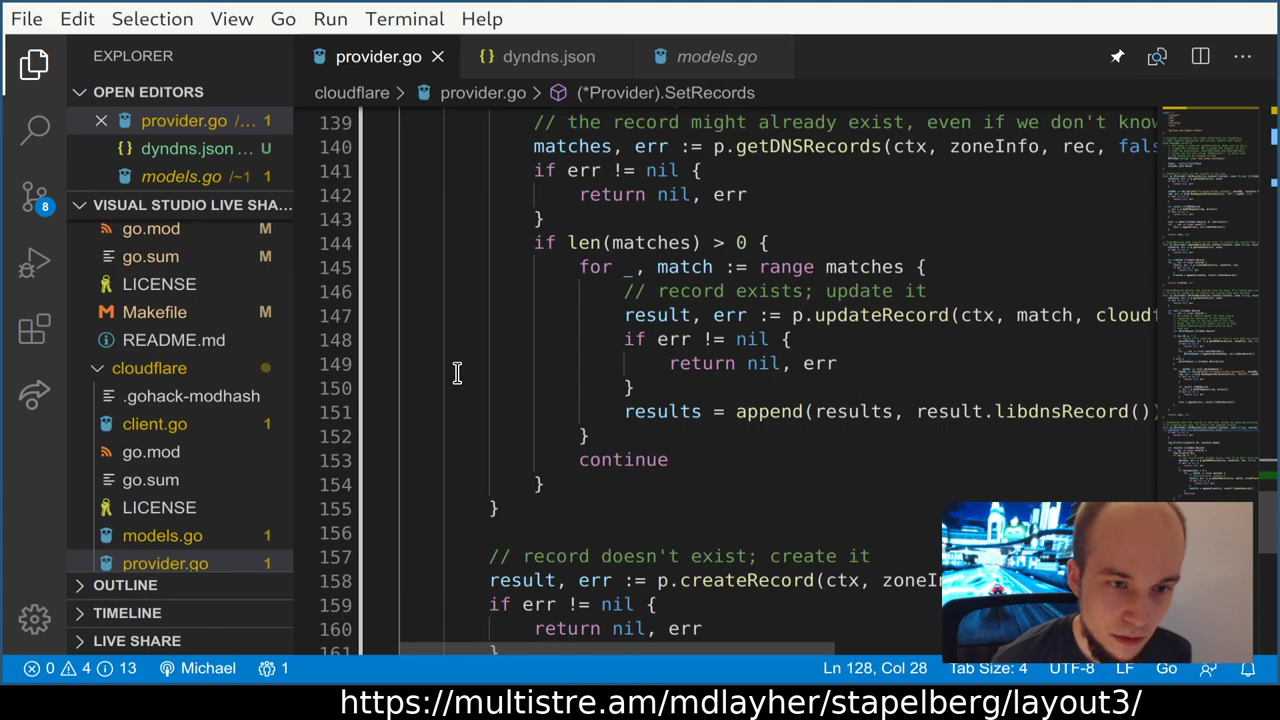 File Edit Selection View Go Run Terminal Help
EXPLORER
provider.go
dyndns.json
models.go
OPEN EDITORS
cloudflare > provider.go > (*Provider).SetRecords
provider.go /... 1
dyndns.json ... U
models.go /~1 1
VISUAL STUDIO LIVE SHA...
go.mod M
go.sum M
LICENSE
Makefile M
README.md
cloudflare
.gohack-modhash
client.go 1
go.mod
go.sum
LICENSE
models.go 1
provider.go 1
OUTLINE
TIMELINE
LIVE SHARE
8
139 // the record might already exist, even if we don't know
140 matches, err := p.getDNSRecords(ctx, zoneInfo, rec, fals
141 if err != nil {
142 return nil, err
143 }
144 if len(matches) > 0 {
145 for _, match := range matches {
146 // record exists; update it
147 result, err := p.updateRecord(ctx, match, cloudf
148 if err != nil {
149 return nil, err
150 }
151 results = append(results, result.libdnsRecord())
152 }
153 continue
154 }
155 }
156
157 // record doesn't exist; create it
158 result, err := p.createRecord(ctx, zoneIn
159 if err != nil {
160 return nil, err
161 }
0 4 13 Michael 1 Ln 128, Col 28 Tab Size: 4 UTF-8 LF Go
https://multistre.am/mdlayher/stapelberg/layout3/